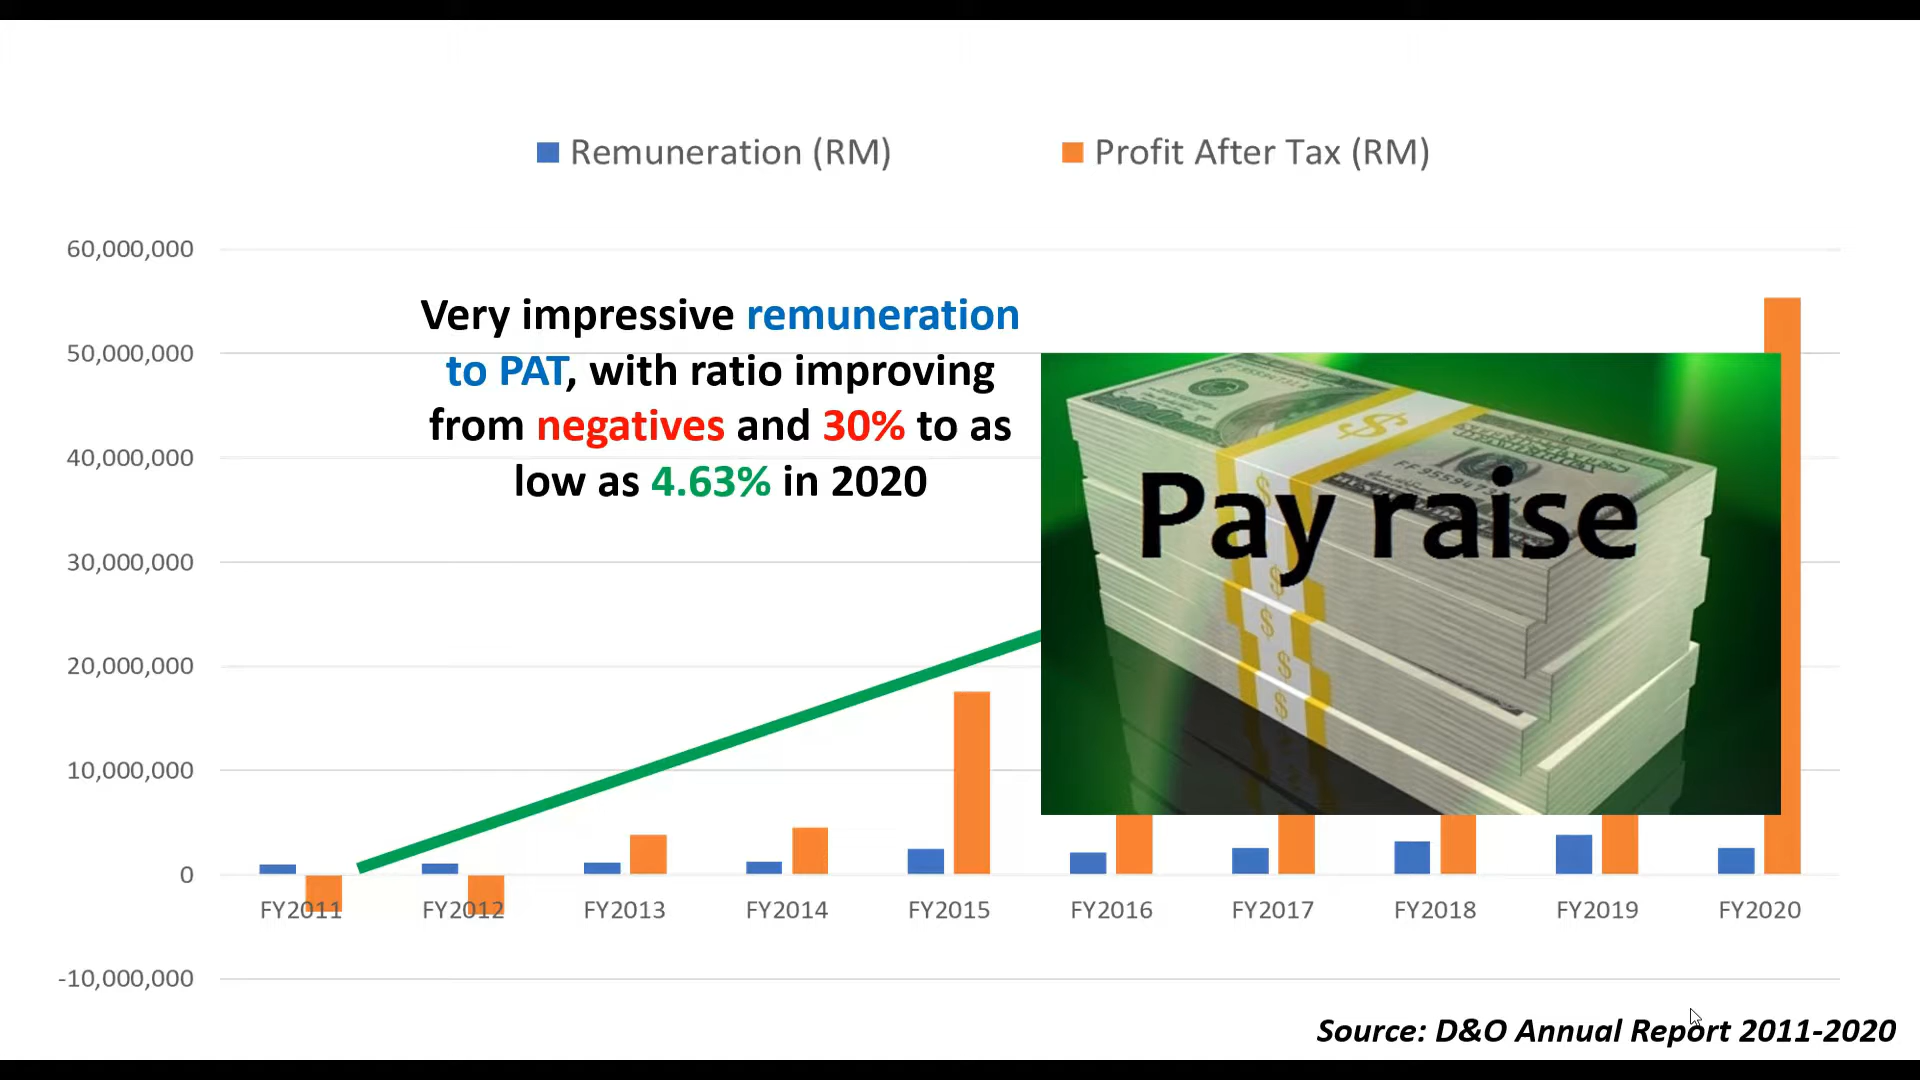 Remuneration (RM) Profit After Tax (RM)
60,000,000
50,000,000
40,000,000
30,000,000
20,000,000
10,000,000
0
-10,000,000
Very impressive remuneration
to PAT, with ratio improving
from negatives and 30% to as
low as 4.63% in 2020
Pay raise
FY2011 FY2012 FY2013 FY2014 FY2015 FY2016 FY2017 FY2018 FY2019 FY2020
Source: D&O Annual Report 2011-2020